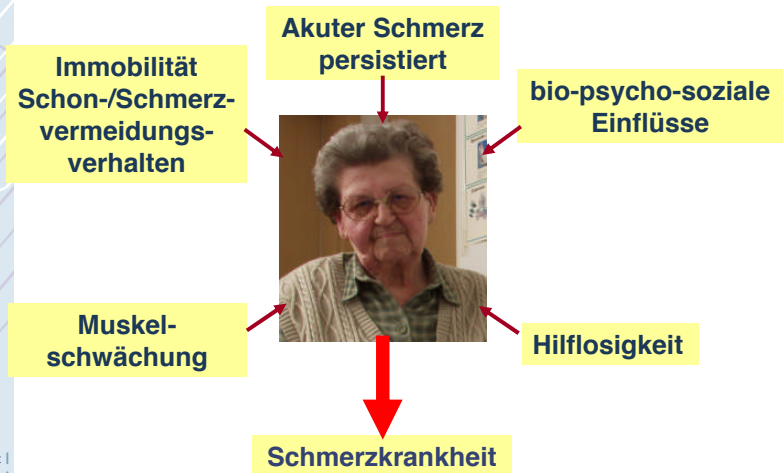 Akuter Schmerz
persistiert
Immobilität
Schon-/Schmerz-
vermeidungs-
verhalten
bio-psycho-soziale
Einflüsse
Muskel-
schwächung
Hilflosigkeit
Schmerzkrankheit